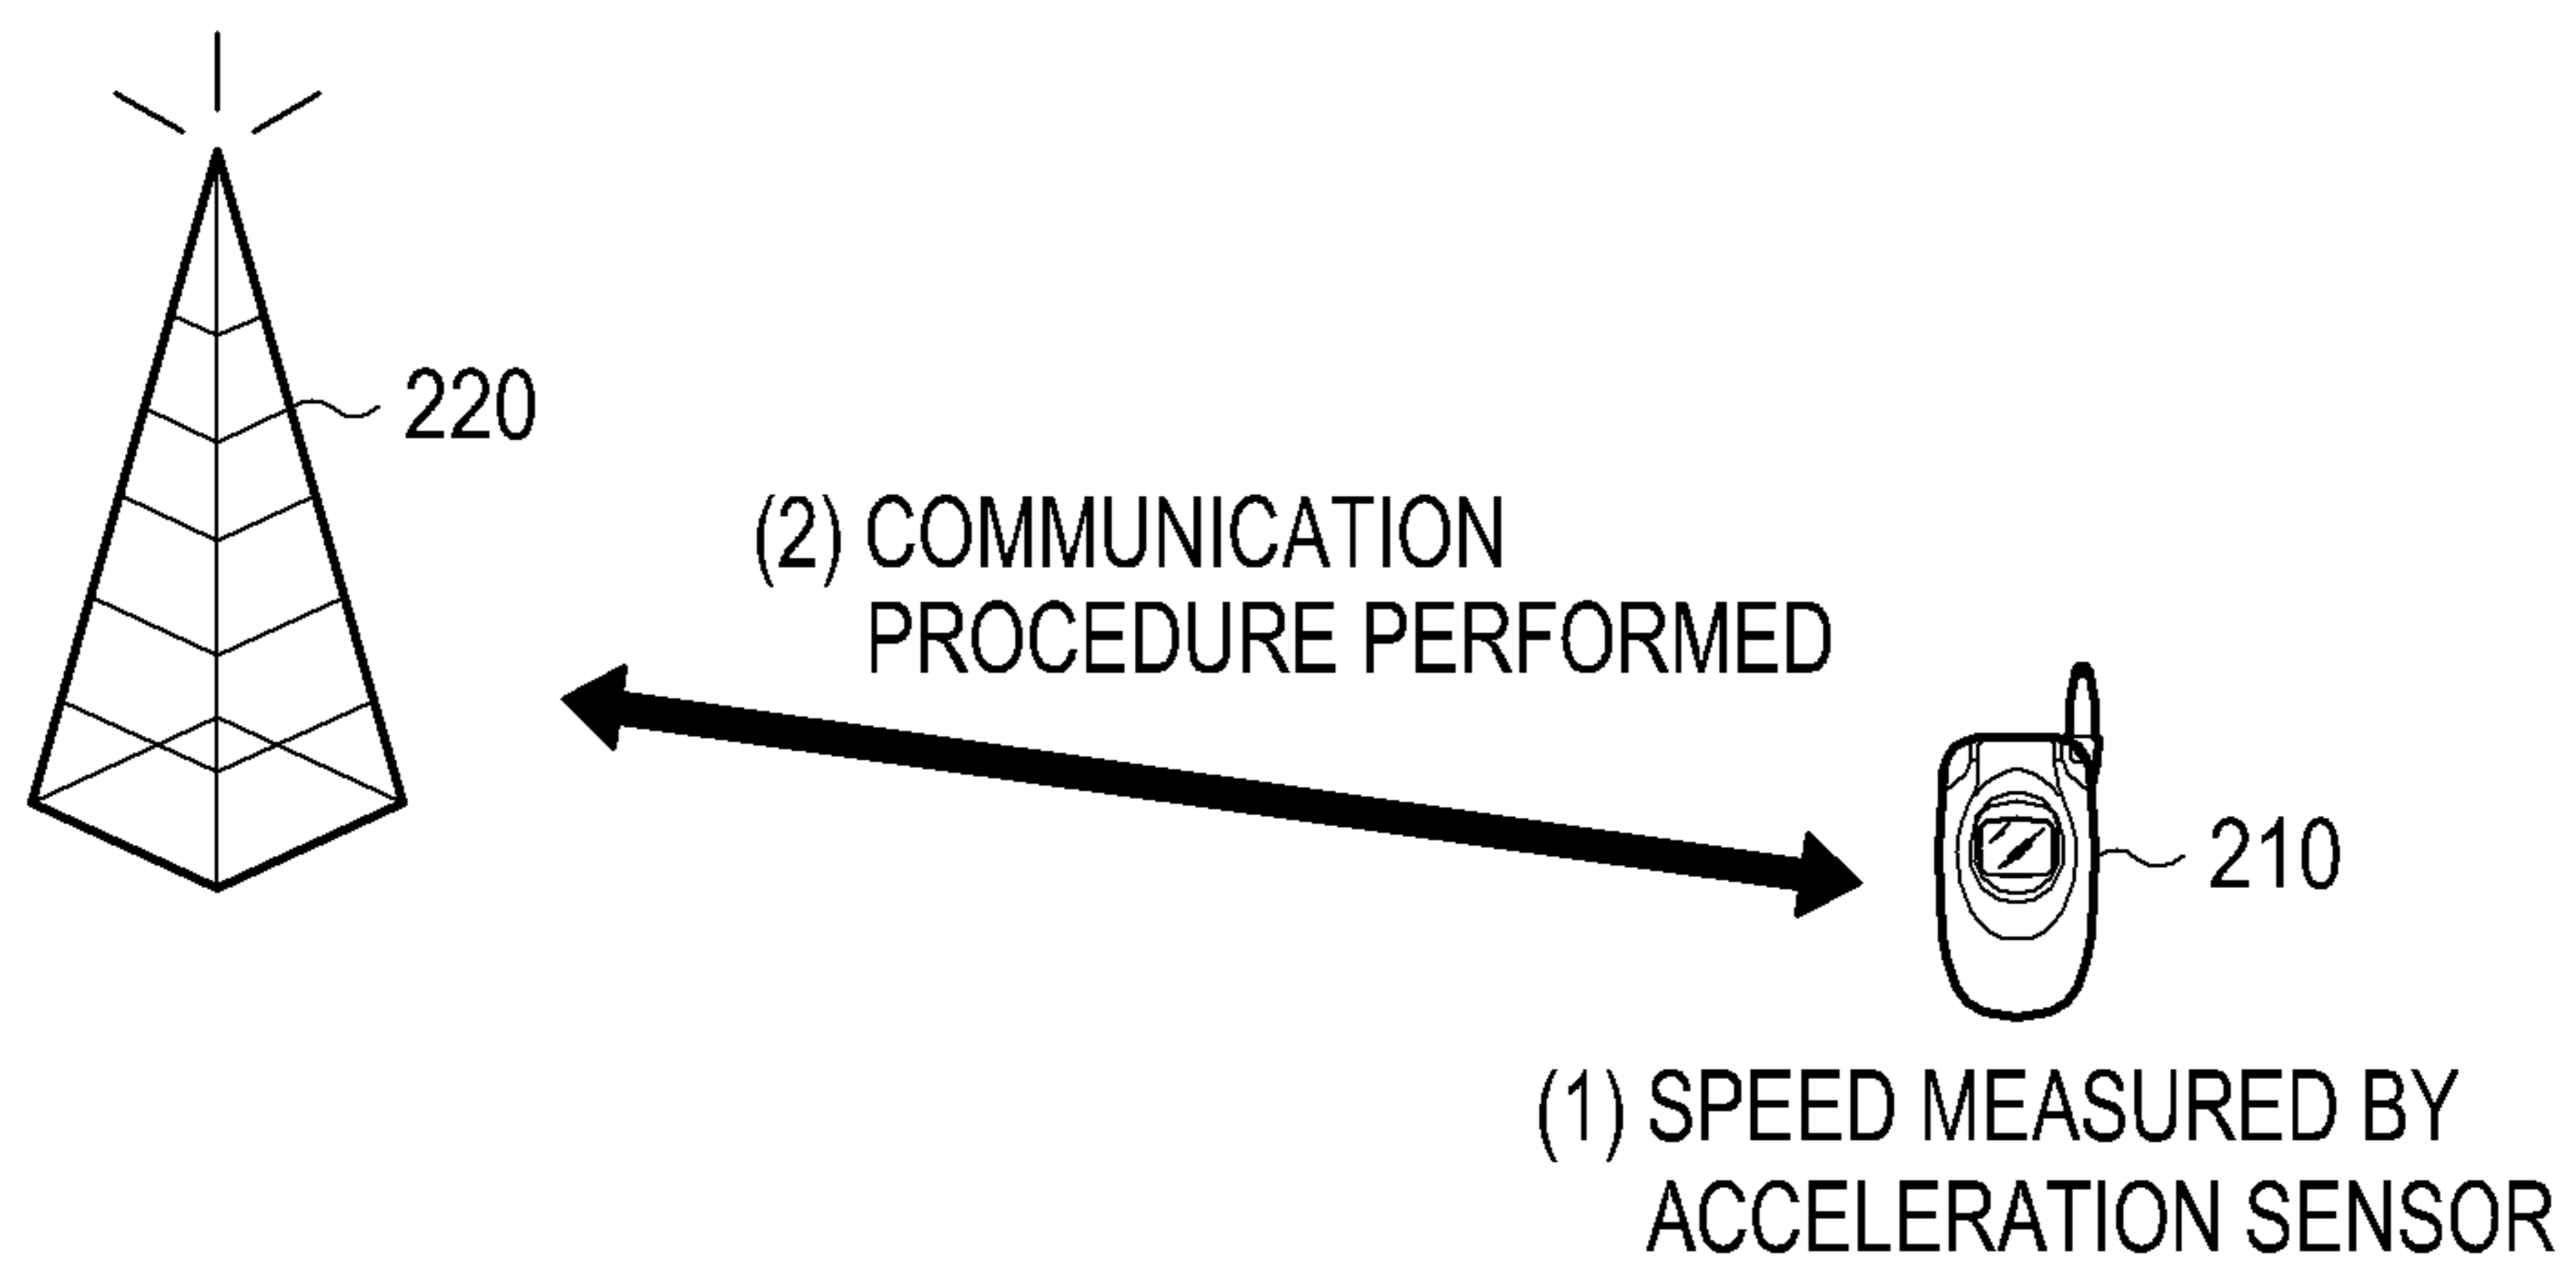 220
(2) COMMUNICATION
PROCEDURE PERFORMED
210
(1) SPEED MEASURED BY
ACCELERATION SENSOR